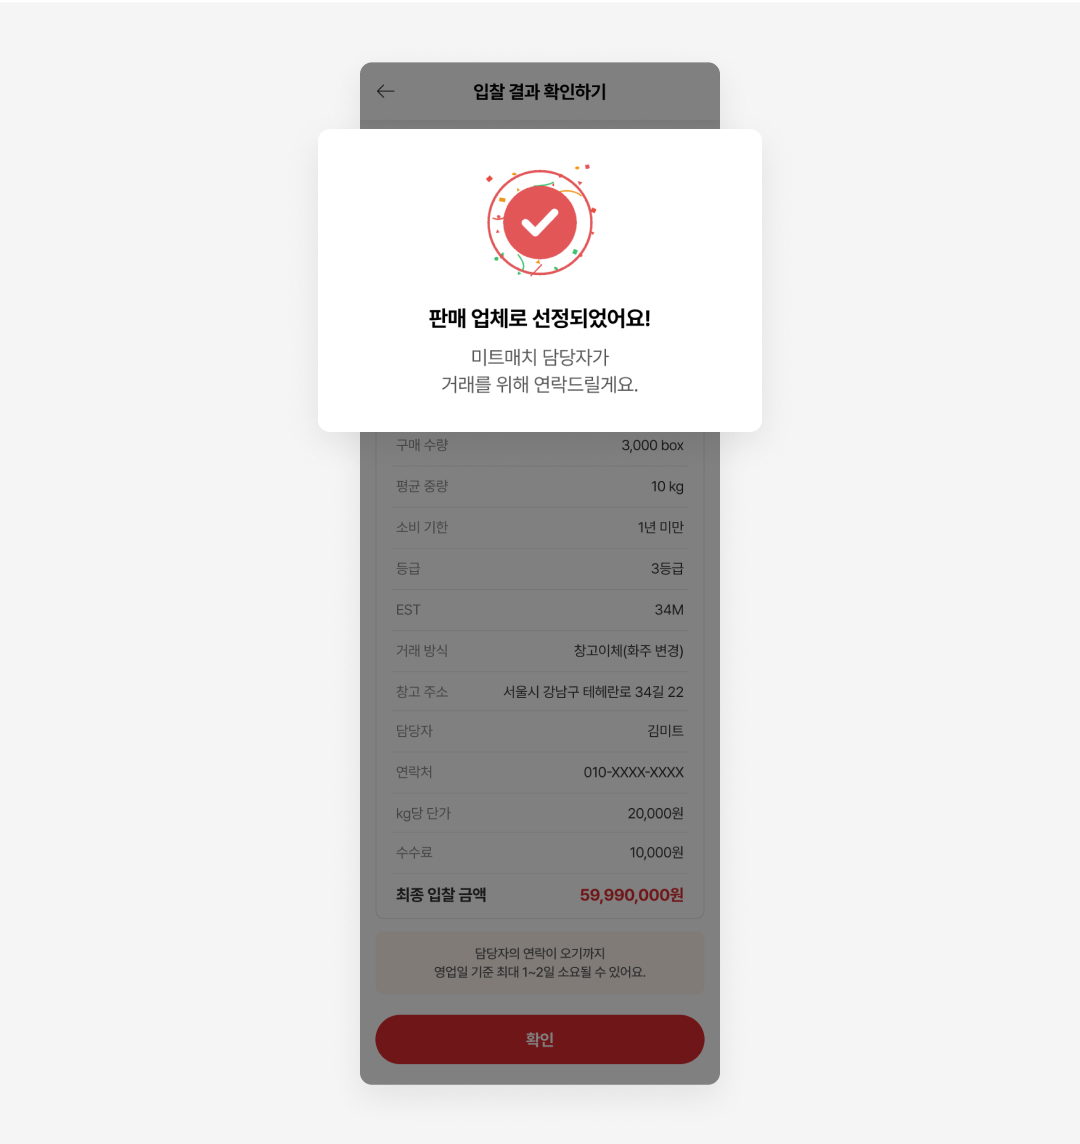 입찰 결과 확인하기
판매 업체로 선정되었어요!
미트매치 담당자가
거래를 위해 연락드릴게요.
구매 수량 3,000 box
평균 중량 10 kg
소비 기한 1년 미만
등급 3등급
EST 34M
거래 방식 창고이체(화주 변경)
창고 주소 서울시 강남구 테헤란로 34길 22
담당자 김미트
연락처 010-XXXX-XXXX
kg당 단가 20,000원
수수료 10,000원
최종 입찰 금액 59,990,000원
담당자의 연락이 오기까지
영업일 기준 최대 1~2일 소요될 수 있어요.
확인